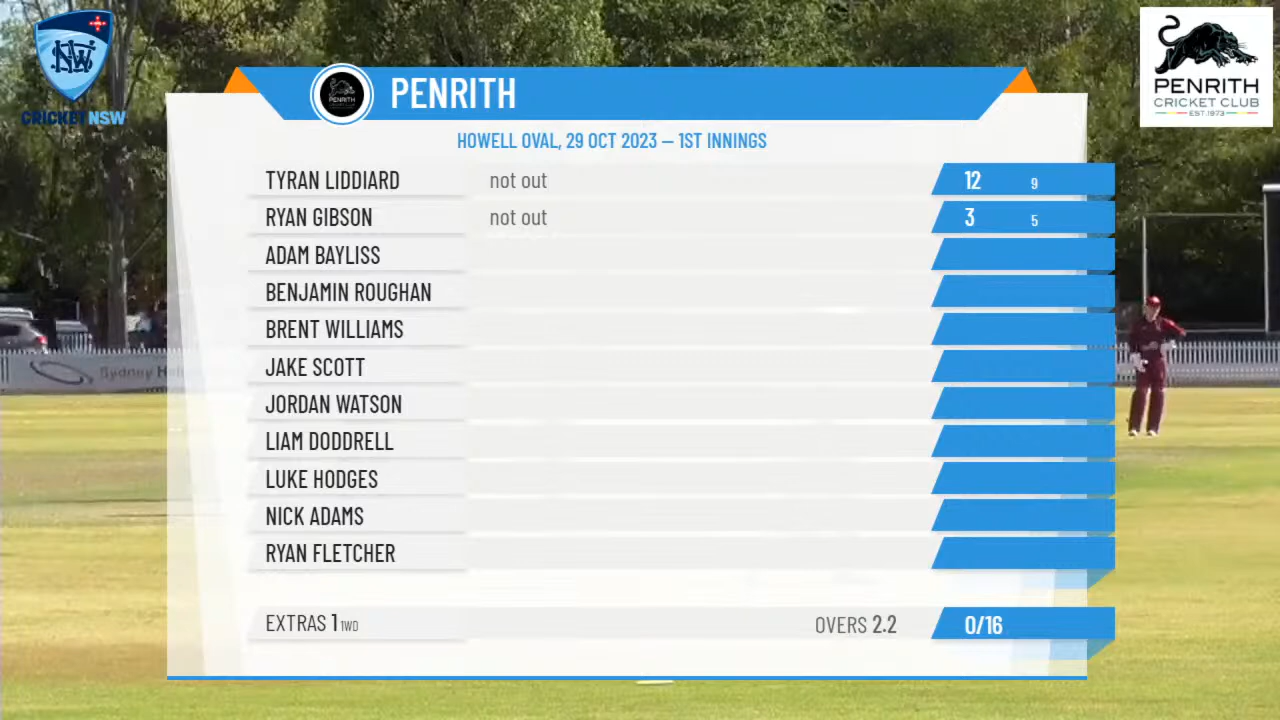 CRICKET NSW
PENRITH
CRICKET CLUB
EST.1973
PENRITH
HOWELL OVAL, 29 OCT 2023 – 1ST INNINGS
TYRAN LIDDIARD not out 12 9
RYAN GIBSON not out 3 5
ADAM BAYLISS
BENJAMIN ROUGHAN
BRENT WILLIAMS
JAKE SCOTT
JORDAN WATSON
LIAM DODDRELL
LUKE HODGES
NICK ADAMS
RYAN FLETCHER
EXTRAS 1 1WD OVERS 2.2 0/16
Sydney